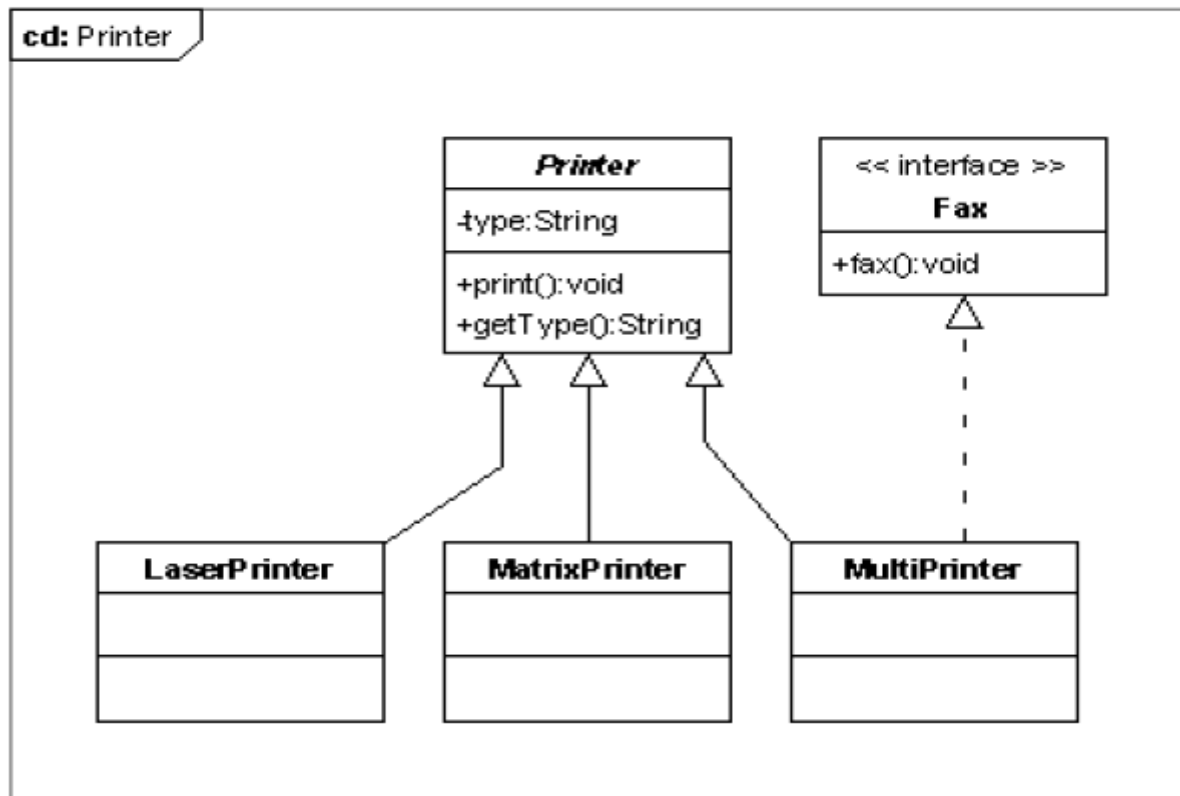 cd: Printer
Printer
-type:String
+print():void
+getType():String
<< interface >>
Fax
+fax():void
LaserPrinter
MatrixPrinter
MultiPrinter